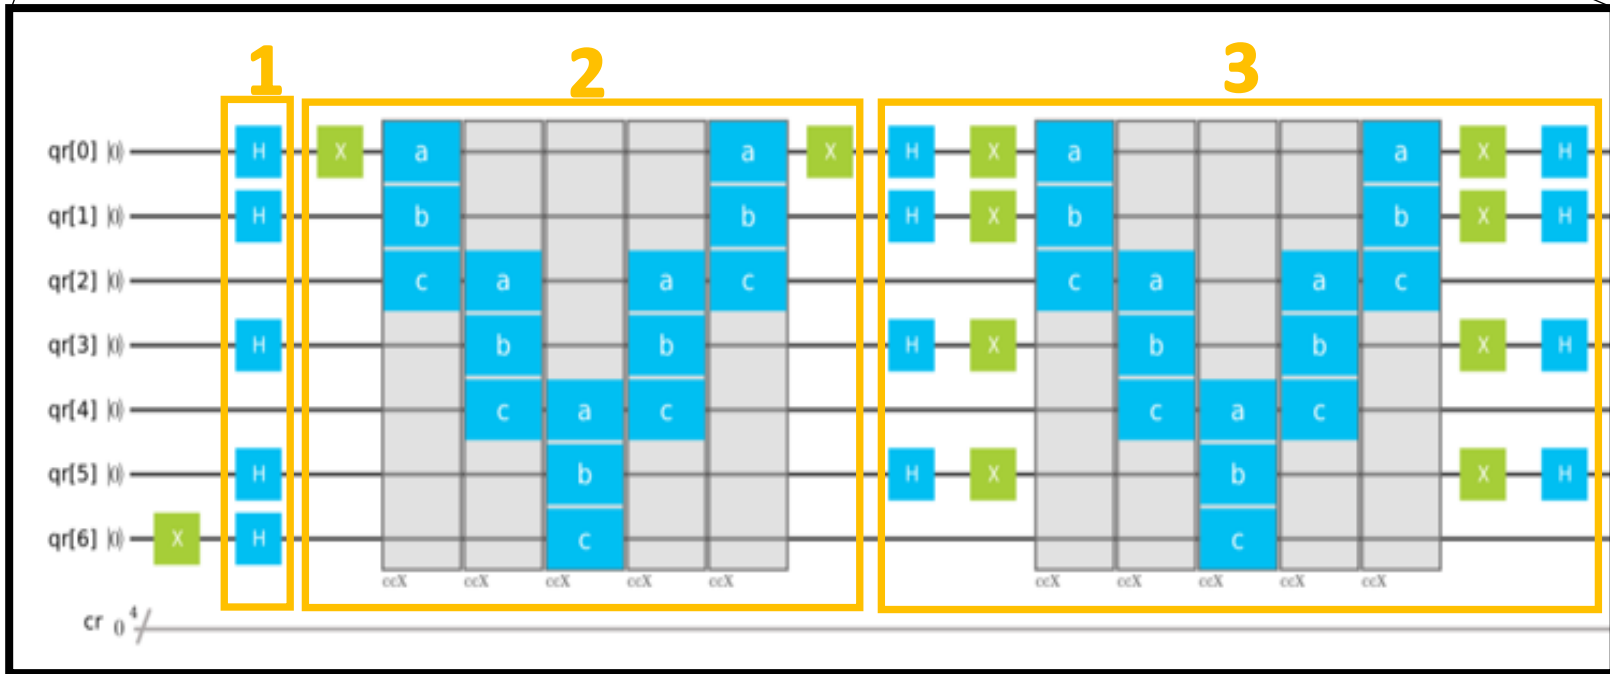 1 2 3
qr[0] |0⟩ H X a a X H X a a X H
qr[1] |0⟩ H b b H X b b X H
qr[2] |0⟩ c a a c c a a c
qr[3] |0⟩ H b b H X b b X H
qr[4] |0⟩ c a c c a c
qr[5] |0⟩ H b H X b X H
qr[6] |0⟩ X H c c
ccX ccX ccX ccX ccX ccX ccX ccX ccX ccX
cr 0 4